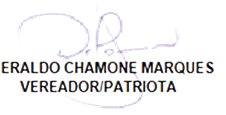 ERALDO CHAMONE MARQUES
VEREADOR/PATRIOTA